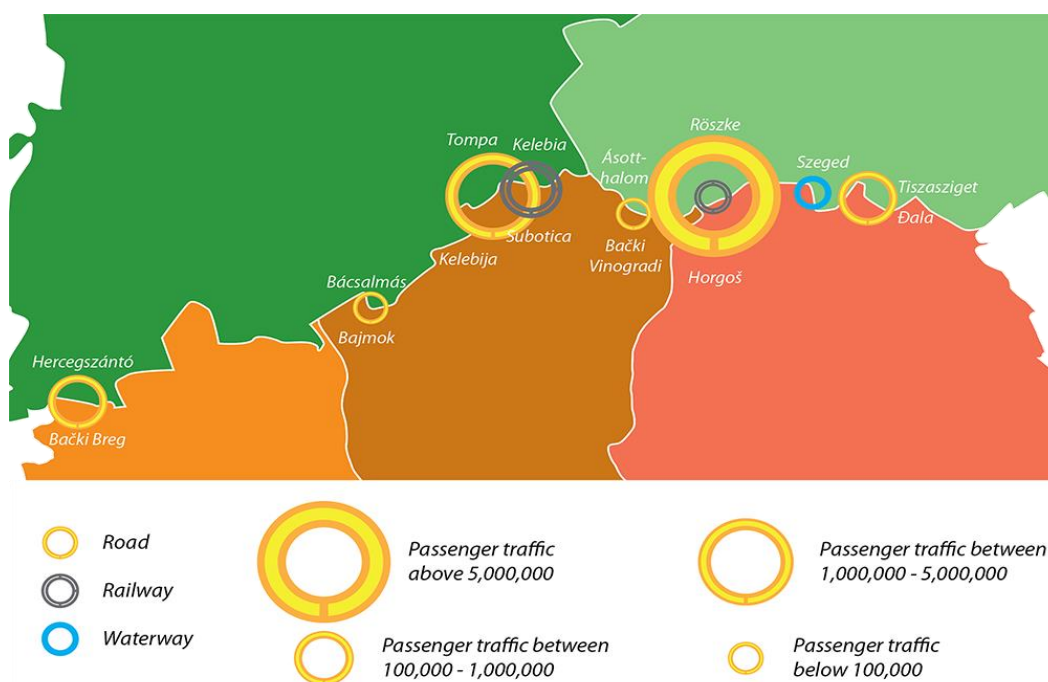 Röszke
Tompa
Kelebia
Ásott-
halom
Szeged
Tiszasziget
Đala
Subotica
Kelebija
Bački
Vinogradi
Horgoš
Bácsalmás
Bajmok
Hercegszántó
Bački Breg
Road
Railway
Waterway
Passenger traffic
above 5,000,000
Passenger traffic between
1,000,000 - 5,000,000
Passenger traffic between
100,000 - 1,000,000
Passenger traffic
below 100,000